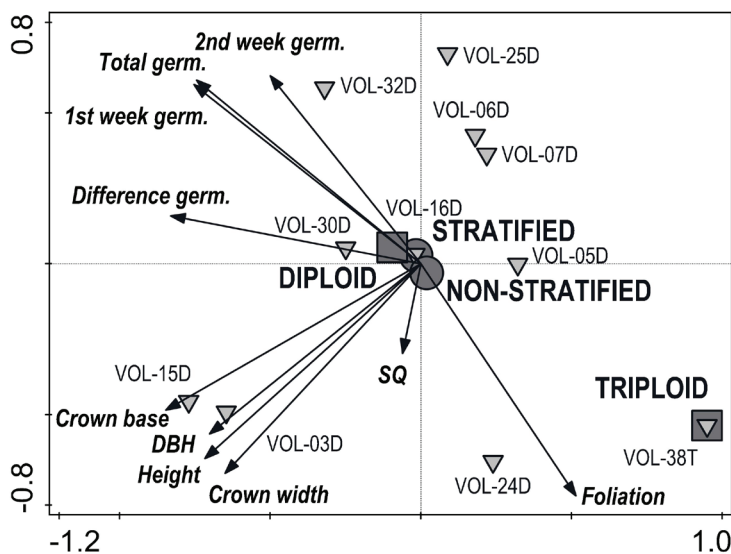 0.8
2nd week germ.
Total germ.
VOL-25D
VOL-32D
1st week germ.
VOL-06D
VOL-07D
Difference germ.
VOL-16D
VOL-30D
STRATIFIED
VOL-05D
DIPLOID
NON-STRATIFIED
SQ
VOL-15D
TRIPLOID
Crown base
DBH
VOL-03D
Height
VOL-38T
Crown width
VOL-24D
Foliation
-0.8
-1.2
1.0